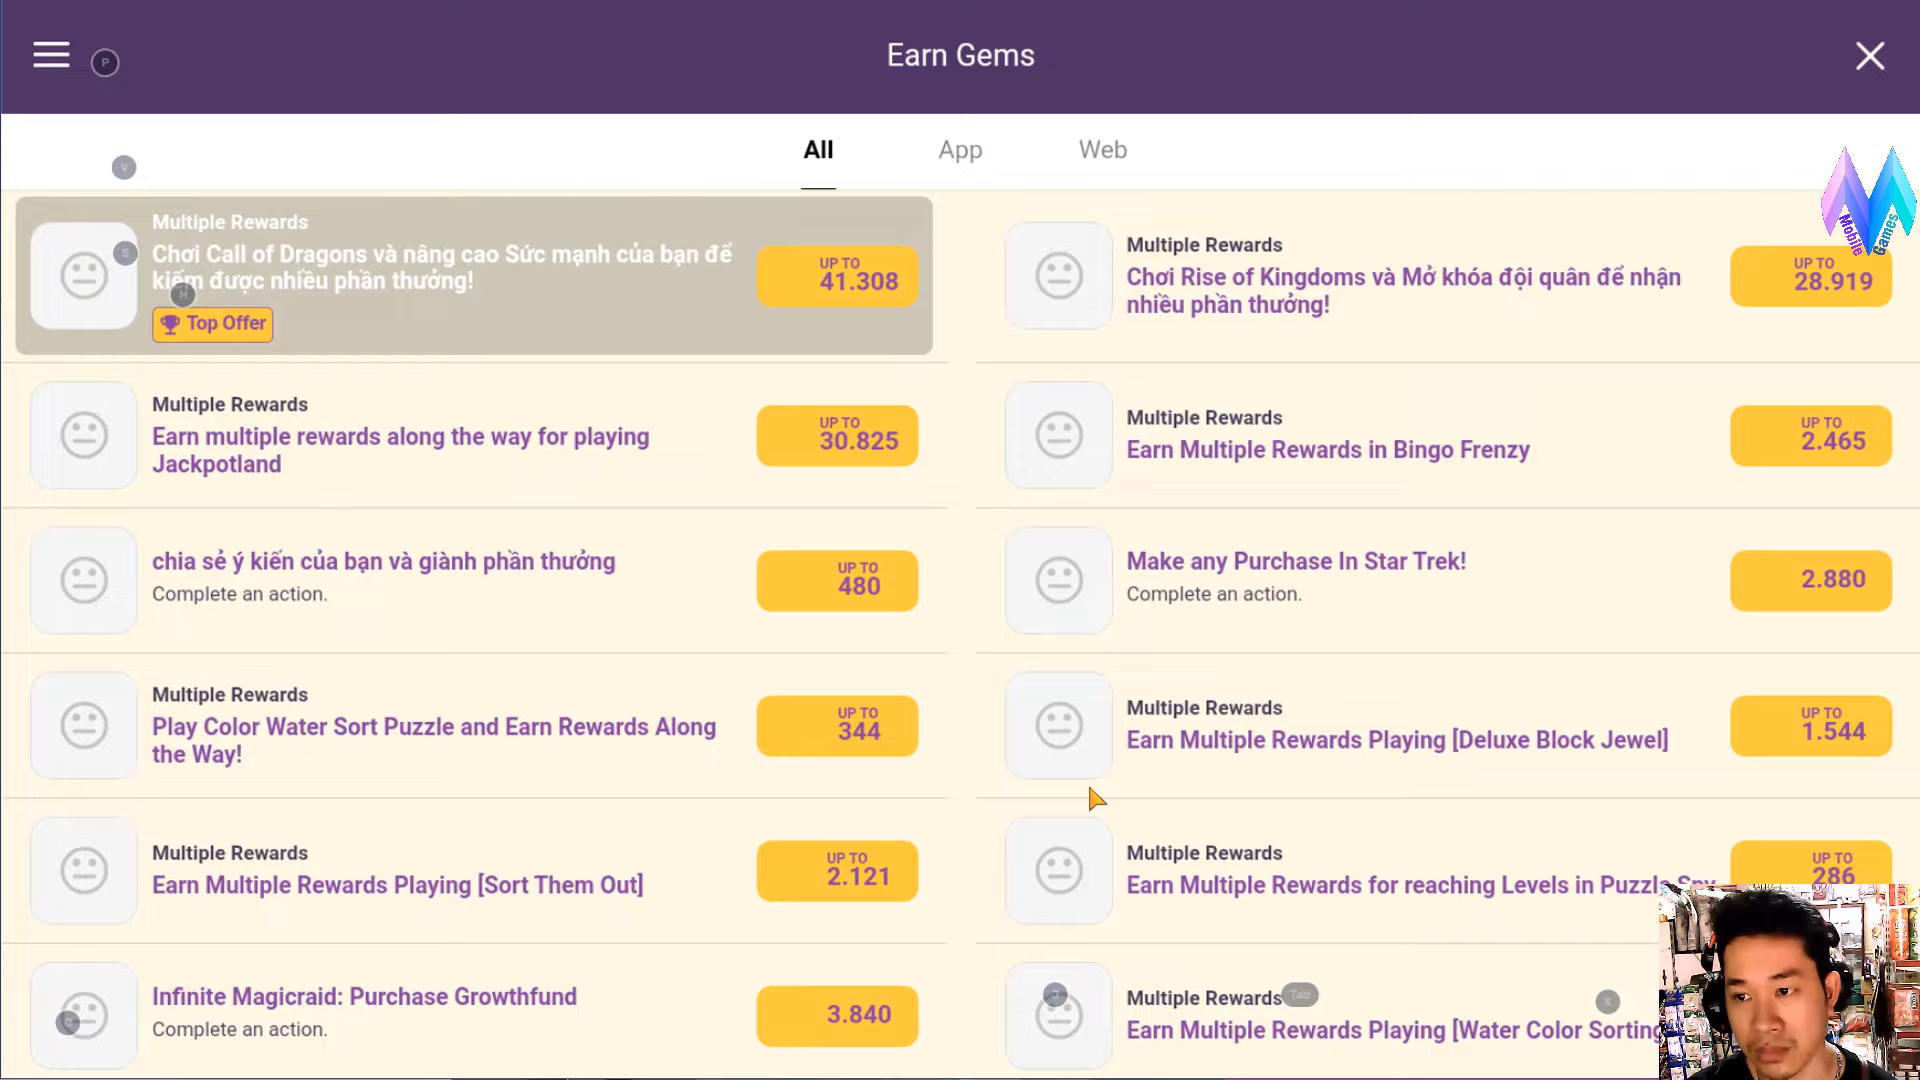 P
Earn Gems
All
App
Web
V
Mobile
Games
Multiple Rewards
Chơi Call of Dragons và nâng cao Sức mạnh của bạn để
kiếm được nhiều phần thưởng!
S
H
Top Offer
UP TO
41.308
Multiple Rewards
Chơi Rise of Kingdoms và Mở khóa đội quân để nhận
nhiều phần thưởng!
UP TO
28.919
Multiple Rewards
Earn multiple rewards along the way for playing
Jackpotland
UP TO
30.825
Multiple Rewards
Earn Multiple Rewards in Bingo Frenzy
UP TO
2.465
chia sẻ ý kiến của bạn và giành phần thưởng
Complete an action.
UP TO
480
Make any Purchase In Star Trek!
Complete an action.
2.880
Multiple Rewards
Play Color Water Sort Puzzle and Earn Rewards Along
the Way!
UP TO
344
Multiple Rewards
Earn Multiple Rewards Playing [Deluxe Block Jewel]
UP TO
1.544
Multiple Rewards
Earn Multiple Rewards Playing [Sort Them Out]
UP TO
2.121
Multiple Rewards
Earn Multiple Rewards for reaching Levels in Puzzle Spy
UP TO
286
Infinite Magicraid: Purchase Growthfund
Complete an action.
3.840
Multiple Rewards
Tab
Earn Multiple Rewards Playing [Water Color Sorting